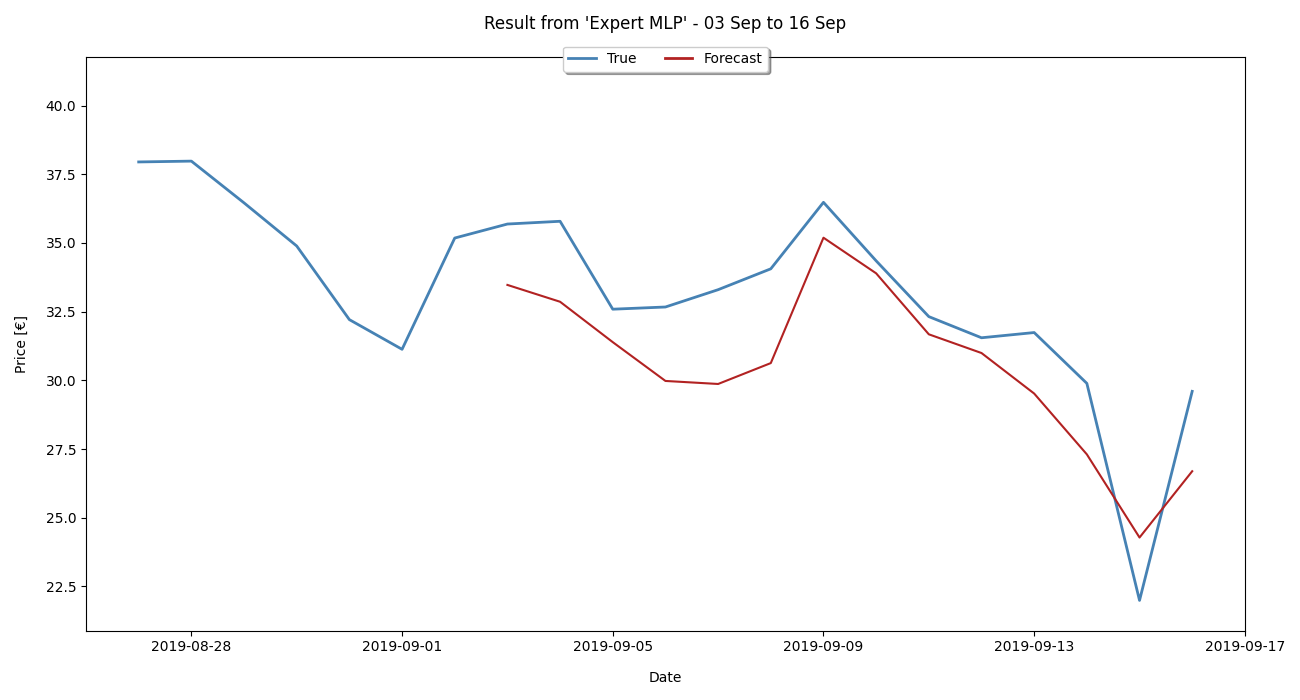 Result from 'Expert MLP' - 03 Sep to 16 Sep
True Forecast
40.0
37.5
35.0
32.5
30.0
27.5
25.0
22.5
Price [€]
2019-08-28 2019-09-01 2019-09-05 2019-09-09 2019-09-13 2019-09-17
Date